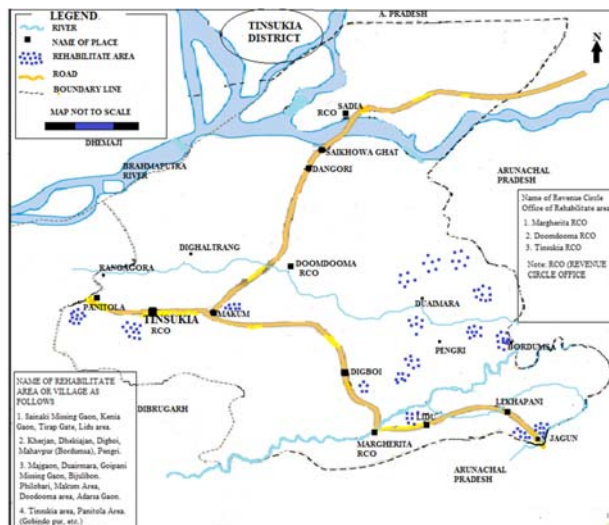 LEGEND
RIVER
NAME OF PLACE
REHABILITATE AREA
ROAD
BOUNDARY LINE
MAP NOT TO SCALE
TINSUKIA
DISTRICT
A. PRADESH
N
DHEMAJI
BRAHMAPUTRA
RIVER
SADIA
RCO
SAIKHOWA GHAT
DANGORI
ARUNACHAL
PRADESH
Name of Revenue Circle
Office of Rehabilitate area
1. Margherita RCO
2. Doomdooma RCO
3. Tinsukia RCO
Note: RCO (REVENUE
CIRCLE OFFICE
DIGHALTRANG
RANGAGORA
DOOMDOOMA
RCO
PANITOLA
TINSUKIA
RCO
MAKUM
DUAIMARA
PENGRI
BORDUMSA
DIGBOI
NAME OF REHABILITATE
AREA OR VILLAGE AS
FOLLOWS
1. Sainaki Missing Gaon, Kenia
Gaon, Tirap Gate, Lidu area.
2. Kherjan, Dhekiajan, Digboi,
Mahavpur (Bordumsa), Pengri.
3. Majgaon, Duairmara, Goipani
Missing Gaon, Bijulibon.
Philobari, Makum Area,
Doodooma area, Adarsa Gaon.
4. Tinsukia area, Panitola Area.
(Gobindo pur, etc.)
DIBRUGARH
MARGHERITA
RCO
LIDU
LEKHAPANI
JAGUN
ARUNACHAL
PRADESH